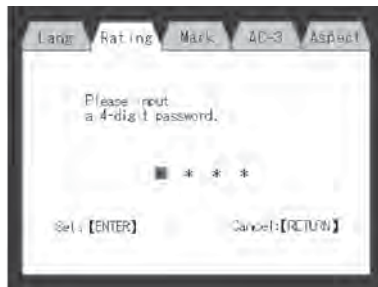 Lang Rating Mark AC-3 Aspect
Please input
a 4-digit password.
■ * * *
Set:【ENTER】 Cancel:【RETURN】